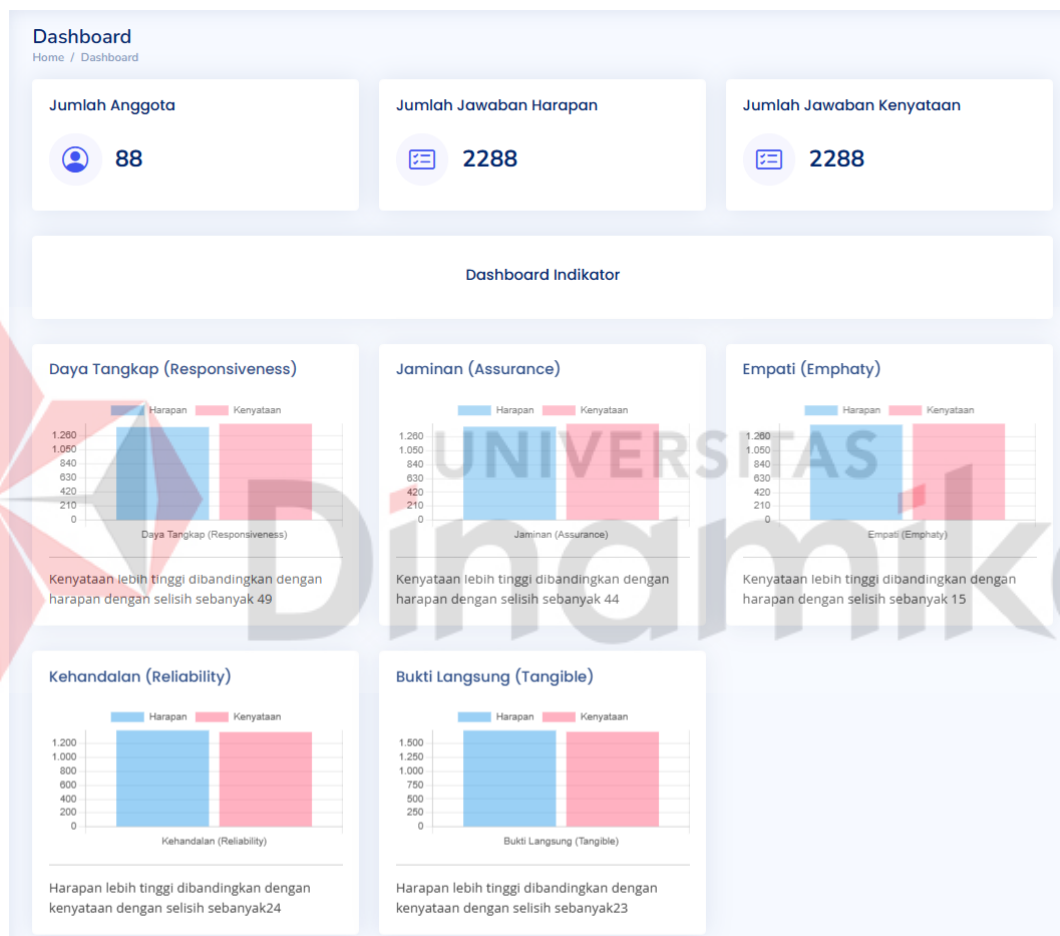 Dashboard
Home / Dashboard
Jumlah Anggota
Jumlah Jawaban Harapan
Jumlah Jawaban Kenyataan
88
2288
2288
Dashboard Indikator
Daya Tangkap (Responsiveness)
Harapan Kenyataan
1.260
1.050
840
630
420
210
0
Daya Tangkap (Responsiveness)
Kenyataan lebih tinggi dibandingkan dengan
harapan dengan selisih sebanyak 49
Jaminan (Assurance)
Harapan Kenyataan
1.260
1.050
840
630
420
210
0
Jaminan (Assurance)
Kenyataan lebih tinggi dibandingkan dengan
harapan dengan selisih sebanyak 44
Empati (Emphaty)
Harapan Kenyataan
1.260
1.050
840
630
420
210
0
Empati (Emphaty)
Kenyataan lebih tinggi dibandingkan dengan
harapan dengan selisih sebanyak 15
UNIVERSITAS
Dinamika
Kehandalan (Reliability)
Harapan Kenyataan
1.200
1.000
800
600
400
200
0
Kehandalan (Reliability)
Harapan lebih tinggi dibandingkan dengan
kenyataan dengan selisih sebanyak24
Bukti Langsung (Tangible)
Harapan Kenyataan
1.500
1.250
1.000
750
500
250
0
Bukti Langsung (Tangible)
Harapan lebih tinggi dibandingkan dengan
kenyataan dengan selisih sebanyak23